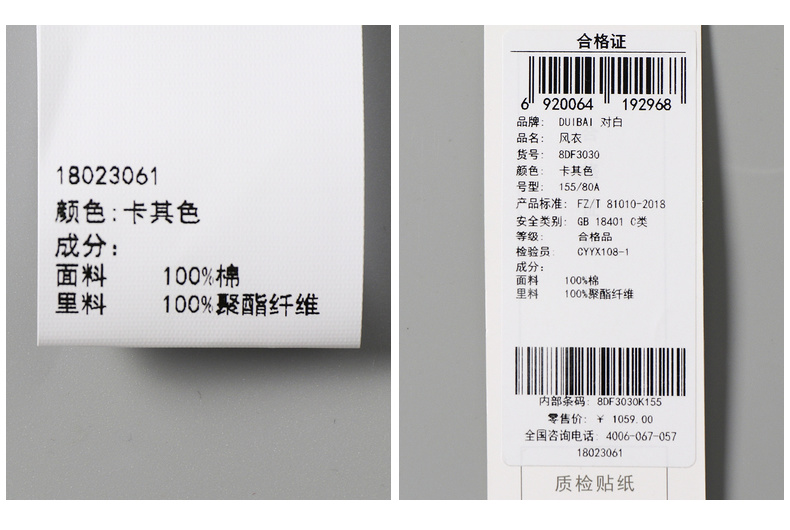 18023061
颜色:卡其色
成分:
面料 100%棉
里料 100%聚酯纤维
合格证
6 920064 192968
品牌: DUIBAI 对白
品名: 风衣
货号: 8DF3030
颜色: 卡其色
号型: 155/80A
产品标准: FZ/T 81010-2018
安全类别: GB 18401 C类
等级: 合格品
检验员: CYYX108-1
成分:
面料 100%棉
里料 100%聚酯纤维
内部条码: 8DF3030K155
零售价: ¥ 1059.00
全国咨询电话: 4006-067-057
18023061
质检贴纸